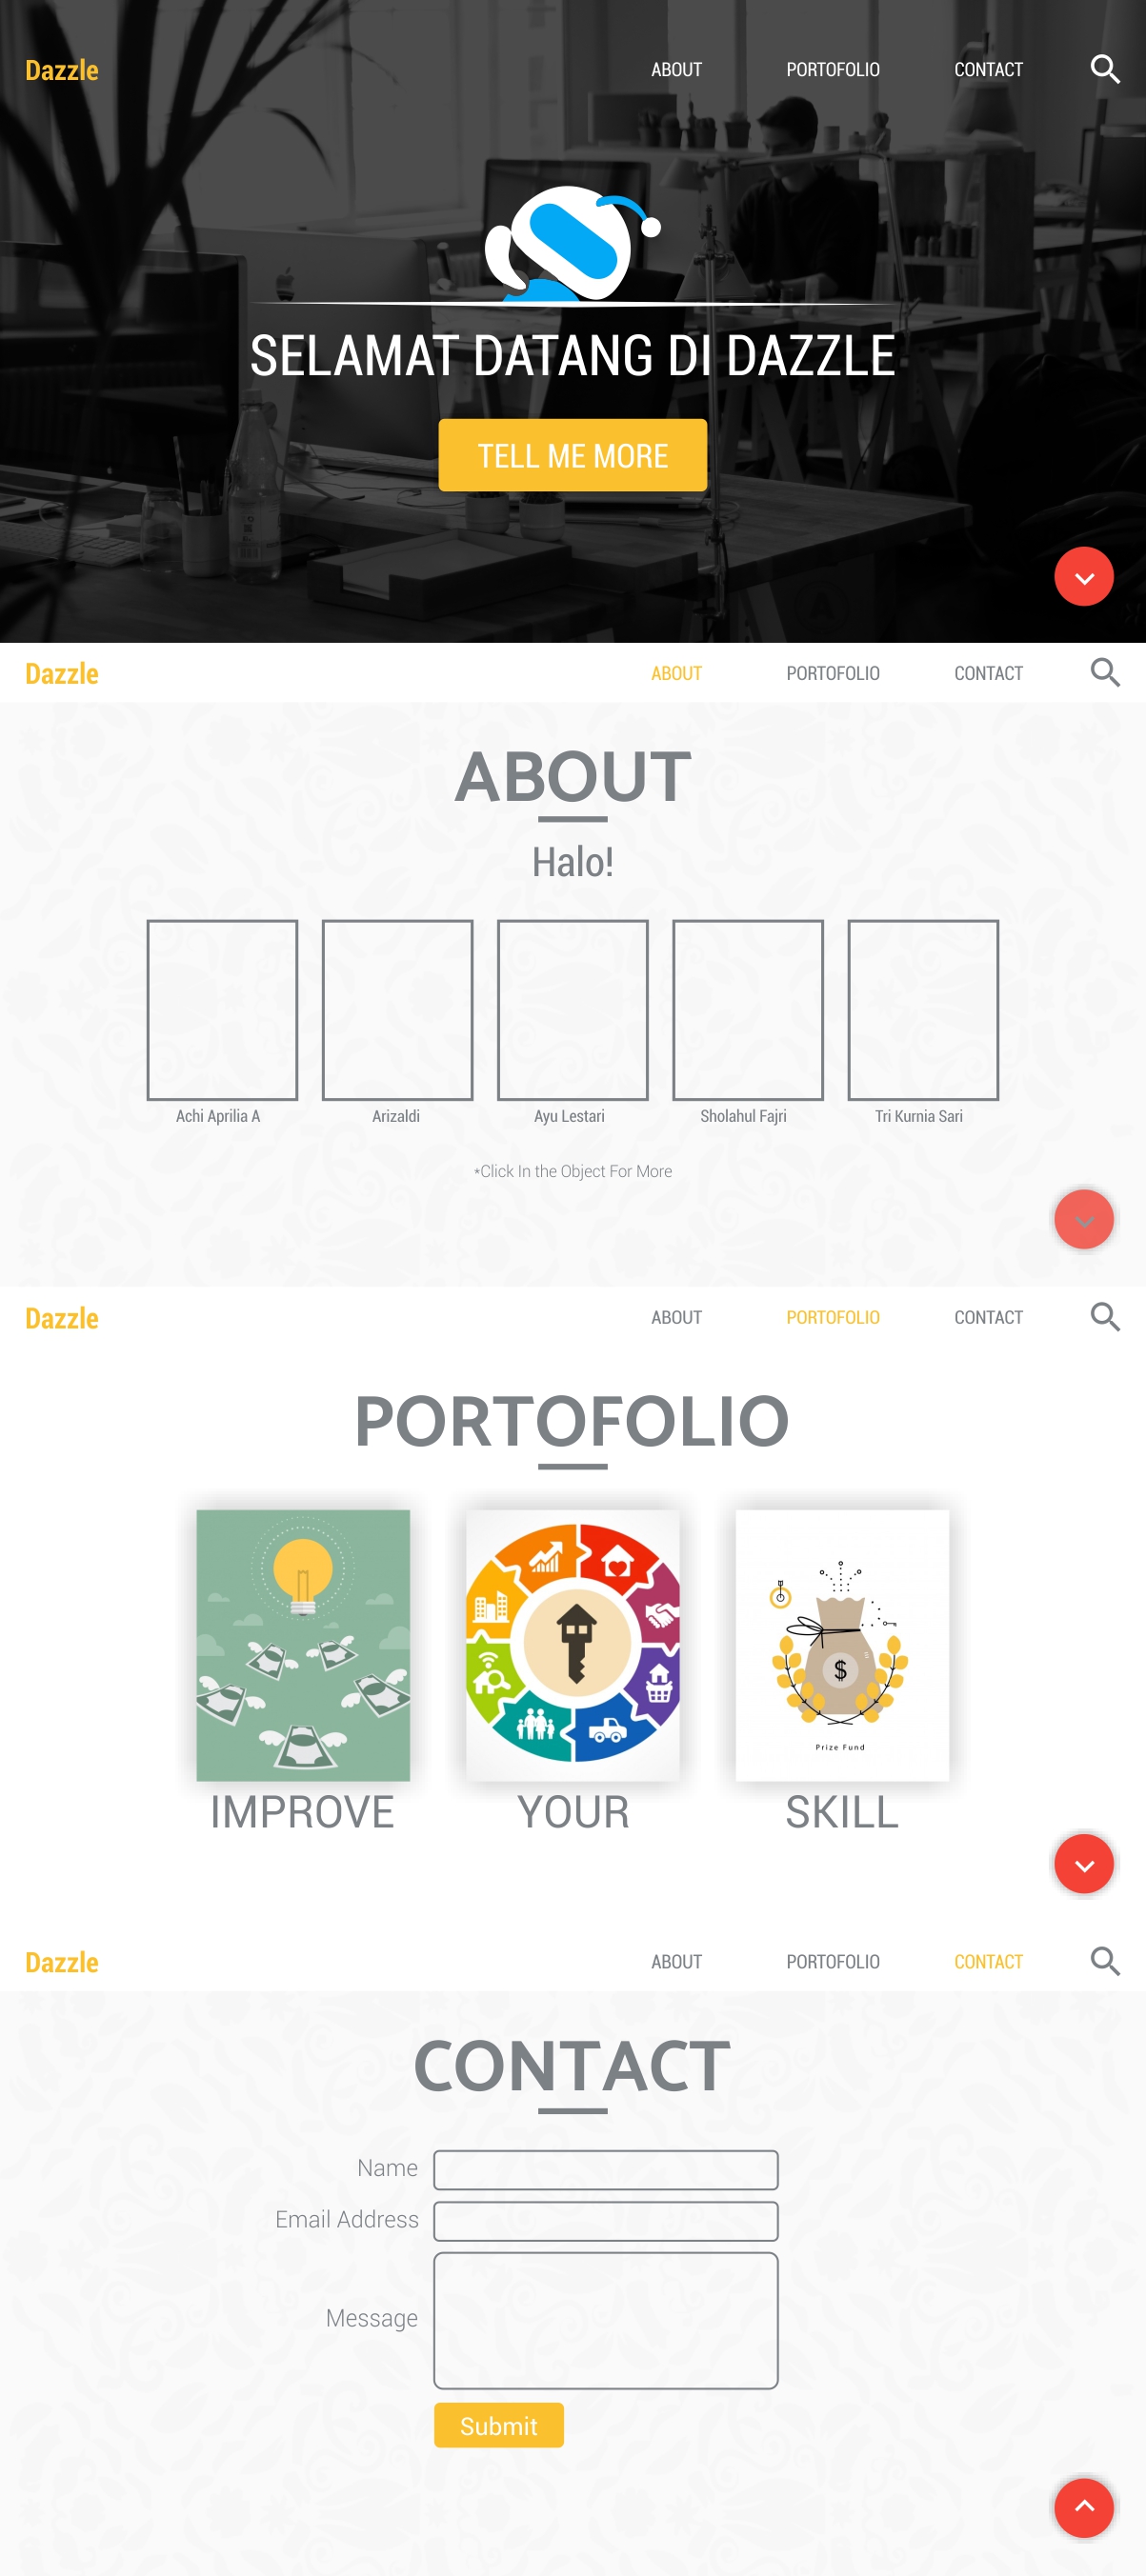 Dazzle ABOUT PORTOFOLIO CONTACT
SELAMAT DATANG DI DAZZLE
TELL ME MORE
Dazzle ABOUT PORTOFOLIO CONTACT
ABOUT
Halo!
Achi Aprilia A Arizaldi Ayu Lestari Sholahul Fajri Tri Kurnia Sari
*Click In the Object For More
Dazzle ABOUT PORTOFOLIO CONTACT
PORTOFOLIO
$
Prize Fund
IMPROVE YOUR SKILL
Dazzle ABOUT PORTOFOLIO CONTACT
CONTACT
Name
Email Address
Message
Submit